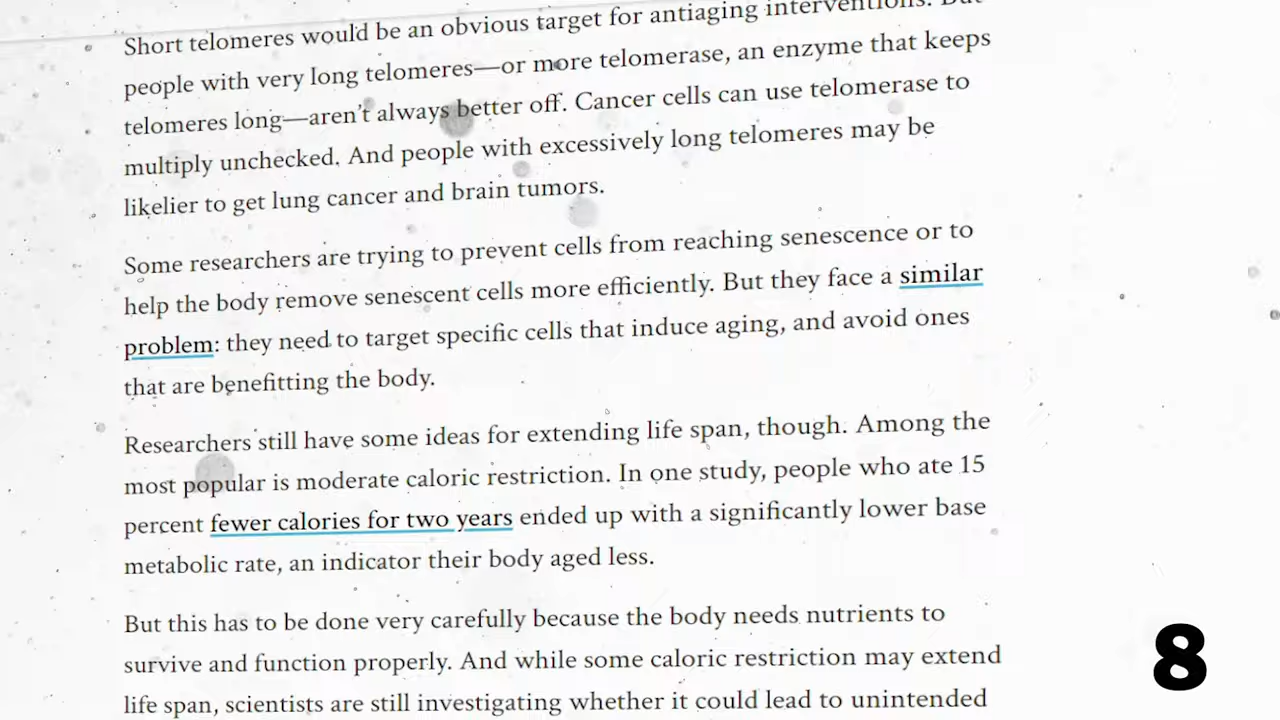 Short telomeres would be an obvious target for antiaging interventions. But
people with very long telomeres—or more telomerase, an enzyme that keeps
telomeres long—aren’t always better off. Cancer cells can use telomerase to
multiply unchecked. And people with excessively long telomeres may be
likelier to get lung cancer and brain tumors.
Some researchers are trying to prevent cells from reaching senescence or to
help the body remove senescent cells more efficiently. But they face a similar
problem: they need to target specific cells that induce aging, and avoid ones
that are benefitting the body.
Researchers still have some ideas for extending life span, though. Among the
most popular is moderate caloric restriction. In one study, people who ate 15
percent fewer calories for two years ended up with a significantly lower base
metabolic rate, an indicator their body aged less.
But this has to be done very carefully because the body needs nutrients to
survive and function properly. And while some caloric restriction may extend
life span, scientists are still investigating whether it could lead to unintended
8